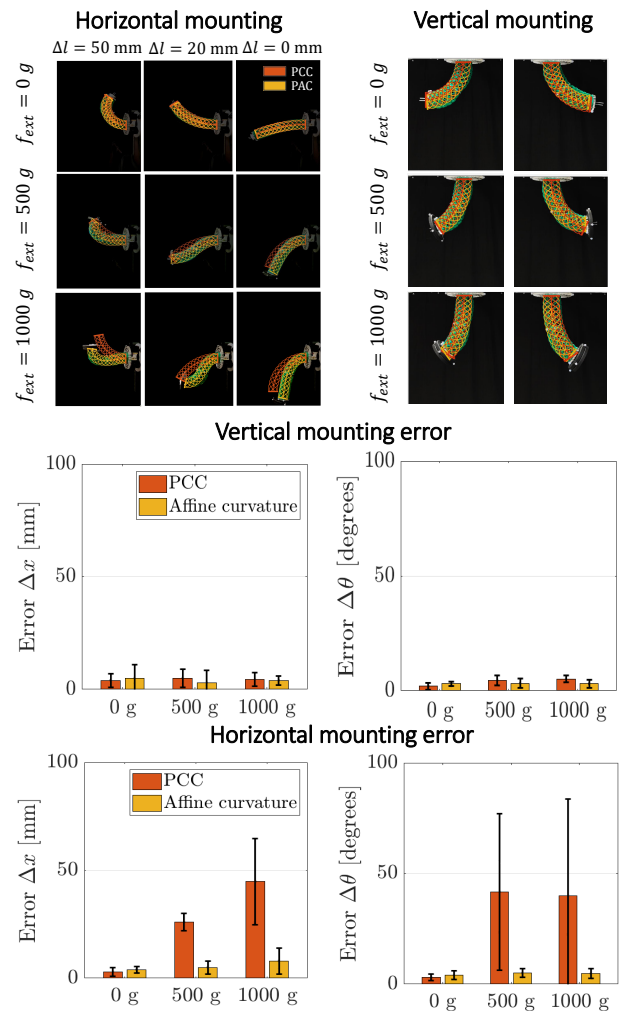 Horizontal mounting
Vertical mounting
Δl = 50 mm Δl = 20 mm Δl = 0 mm
PCC
PAC
f_ext = 0 g
f_ext = 500 g
f_ext = 1000 g
f_ext = 0 g
f_ext = 500 g
f_ext = 1000 g
Vertical mounting error
100
50
0
Error Δx [mm]
PCC
Affine curvature
0 g 500 g 1000 g
100
50
0
Error Δθ [degrees]
0 g 500 g 1000 g
Horizontal mounting error
100
50
0
Error Δx [mm]
PCC
Affine curvature
0 g 500 g 1000 g
100
50
0
Error Δθ [degrees]
0 g 500 g 1000 g